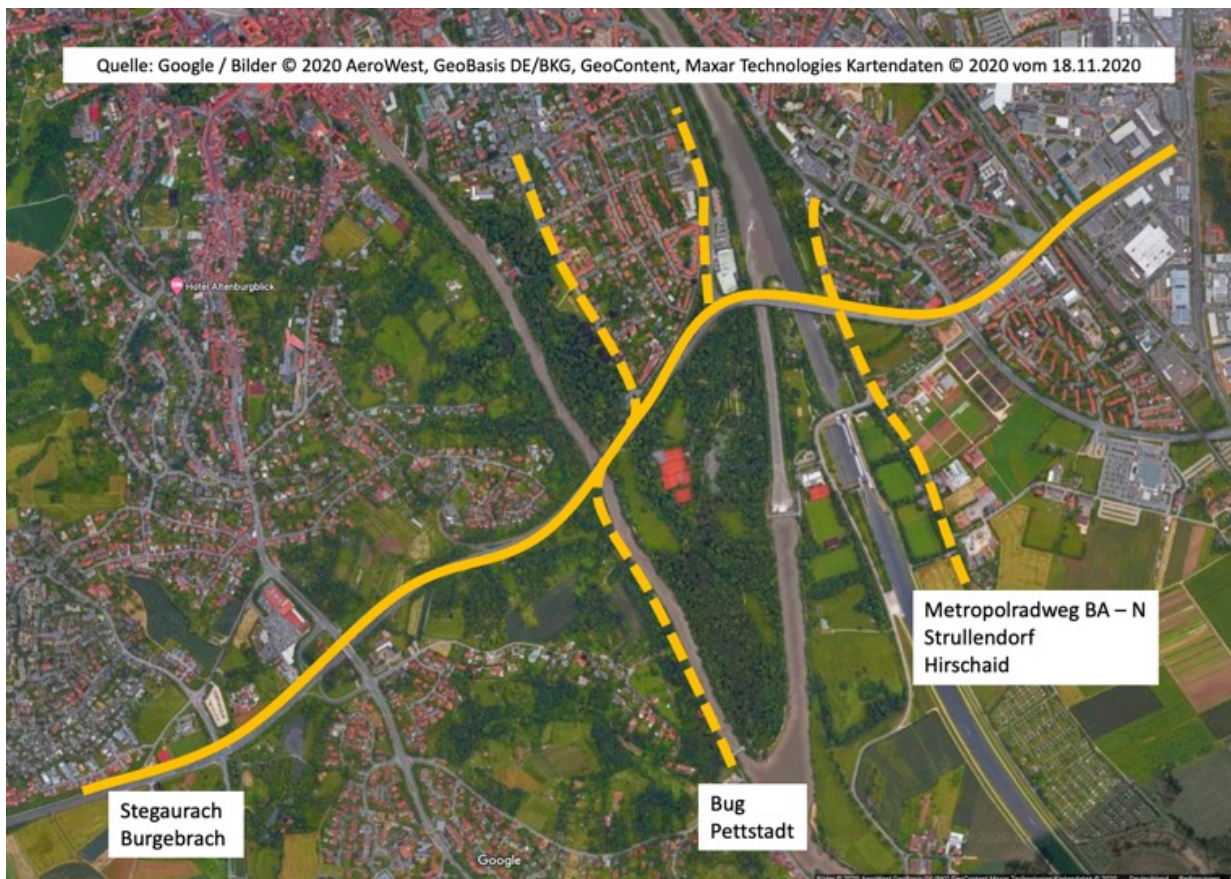 Quelle: Google / Bilder © 2020 AeroWest, GeoBasis DE/BKG, GeoContent, Maxar Technologies Kartendaten © 2020 vom 18.11.2020
Hotel Altenburgblick
Metropolradweg BA – N
Strullendorf
Hirschaid
Stegaurach
Burgebrach
Bug
Pettstadt
Google